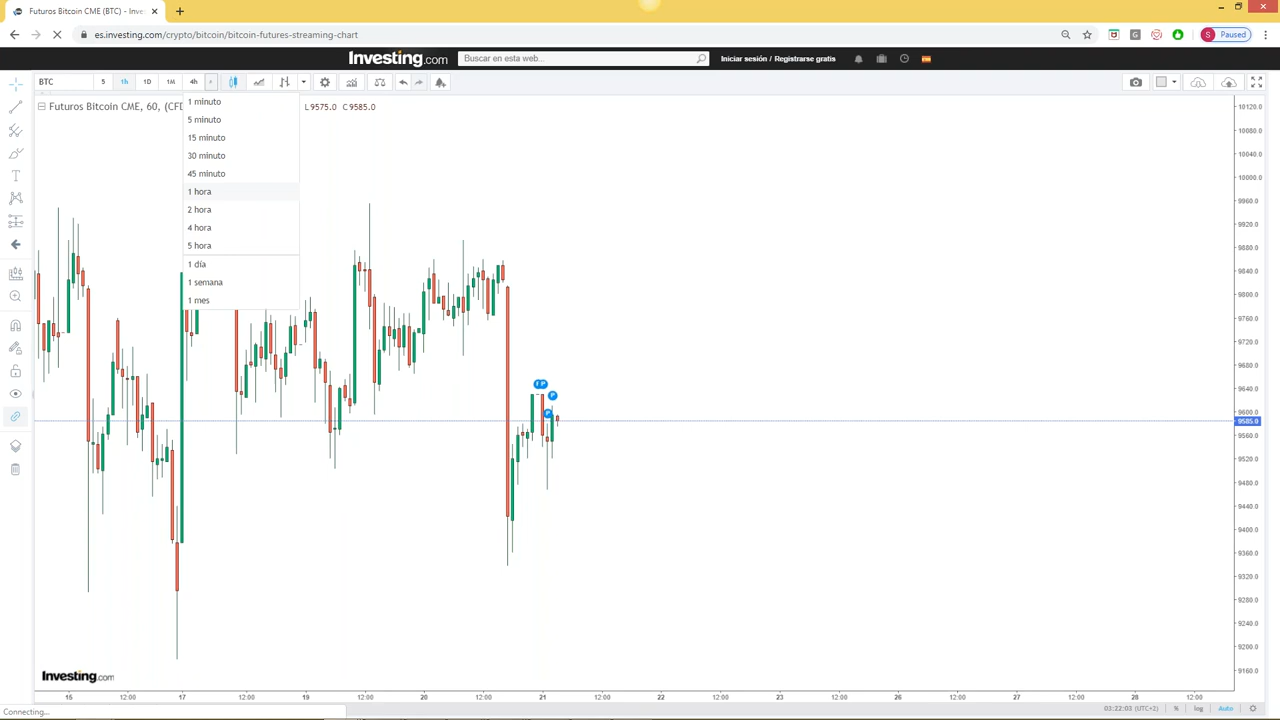 Futuros Bitcoin CME (BTC) - Inves
es.investing.com/crypto/bitcoin/bitcoin-futures-streaming-chart
S Paused
Investing.com
Buscar en esta web...
Iniciar sesión / Registrarse gratis
BTC 5 1h 1D 1M 4h
Futuros Bitcoin CME, 60, (CFD L9575.0 C9585.0
1 minuto
5 minuto
15 minuto
30 minuto
45 minuto
1 hora
2 hora
4 hora
5 hora
1 día
1 semana
1 mes
10120.0
10080.0
10040.0
10000.0
9960.0
9920.0
9880.0
9840.0
9800.0
9760.0
9720.0
9680.0
9640.0
9600.0
9585.0
9560.0
9520.0
9480.0
9440.0
9400.0
9360.0
9320.0
9280.0
9240.0
9200.0
9160.0
P
P
P
Investing.com
15 12:00 17 12:00 19 12:00 20 12:00 21 12:00 22 12:00 23 12:00 26 12:00 27 12:00 28 12:00
Connecting...
03:22:03 (UTC+2) % log Auto